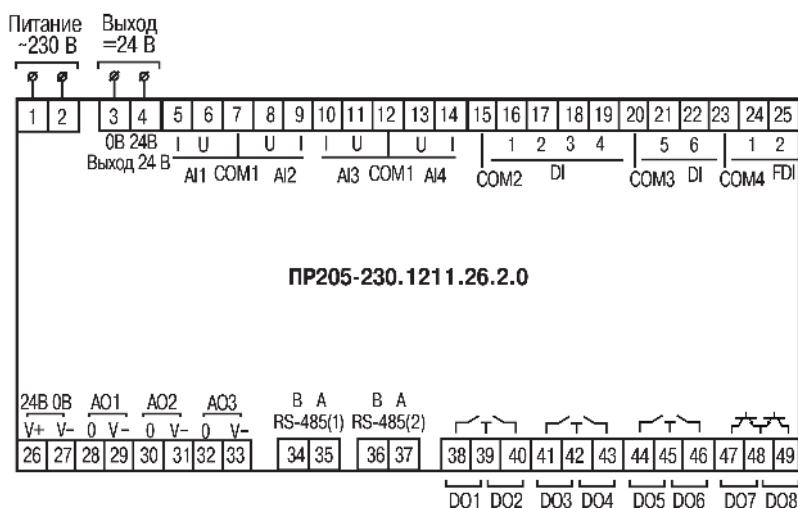 Питание Выход
~230 В =24 В
ø ø ø ø
1 2 3 4 5 6 7 8 9 10 11 12 13 14 15 16 17 18 19 20 21 22 23 24 25
0В 24В I U U I I U U I 1 2 3 4 5 6 1 2
Выход 24 В AI1 COM1 AI2 AI3 COM1 AI4 COM2 DI COM3 DI COM4 FDI
ПР205-230.1211.26.2.0
24В 0В AO1 AO2 AO3 B A B A
V+ V- 0 V- 0 V- 0 V- RS-485(1) RS-485(2)
26 27 28 29 30 31 32 33 34 35 36 37 38 39 40 41 42 43 44 45 46 47 48 49
DO1 DO2 DO3 DO4 DO5 DO6 DO7 DO8